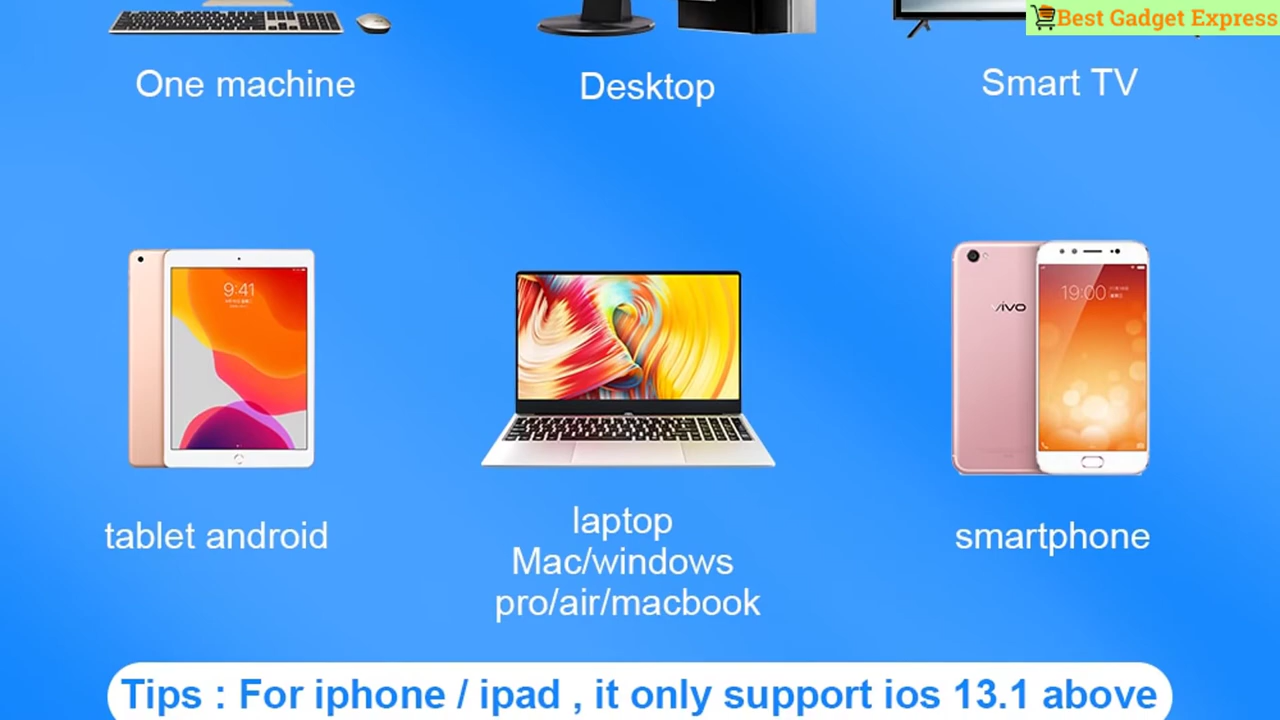 Best Gadget Express
One machine
Desktop
Smart TV
9:41
19:00
vivo
tablet android
laptop
Mac/windows
pro/air/macbook
smartphone
Tips : For iphone / ipad , it only support ios 13.1 above